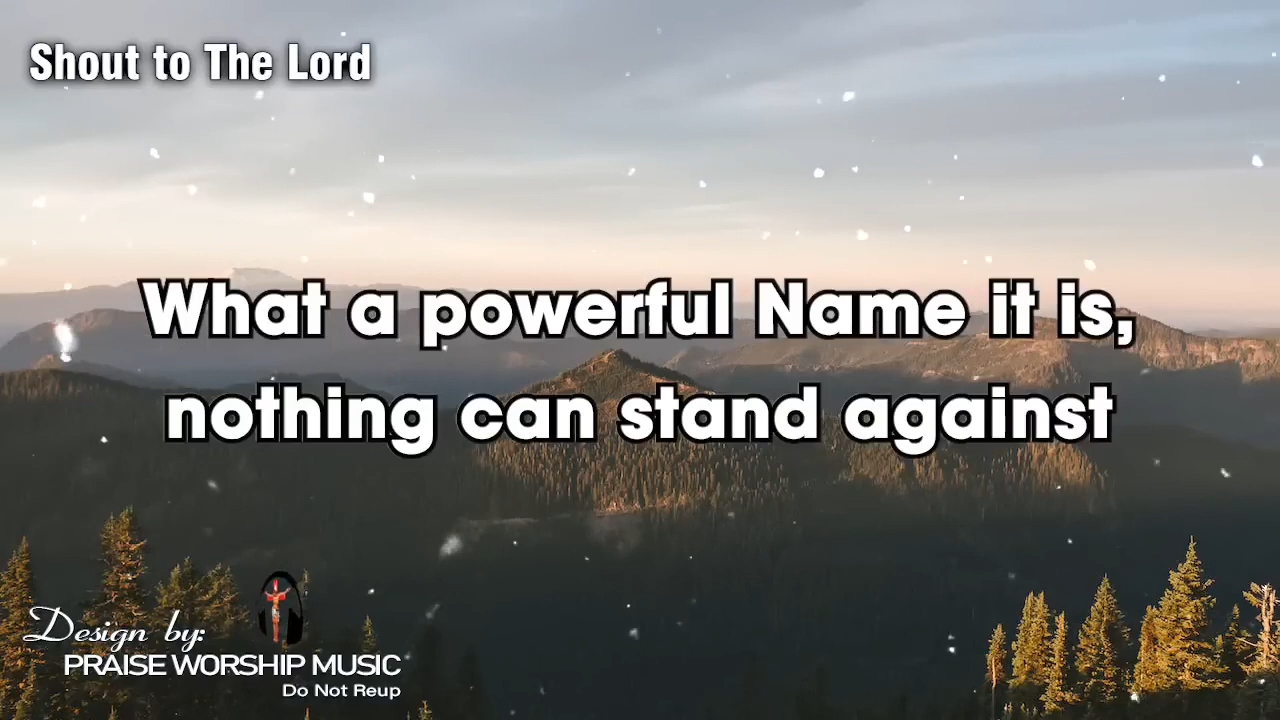 Shout to The Lord
What a powerful Name it is,
nothing can stand against
Design by:
PRAISE WORSHIP MUSIC
Do Not Reup